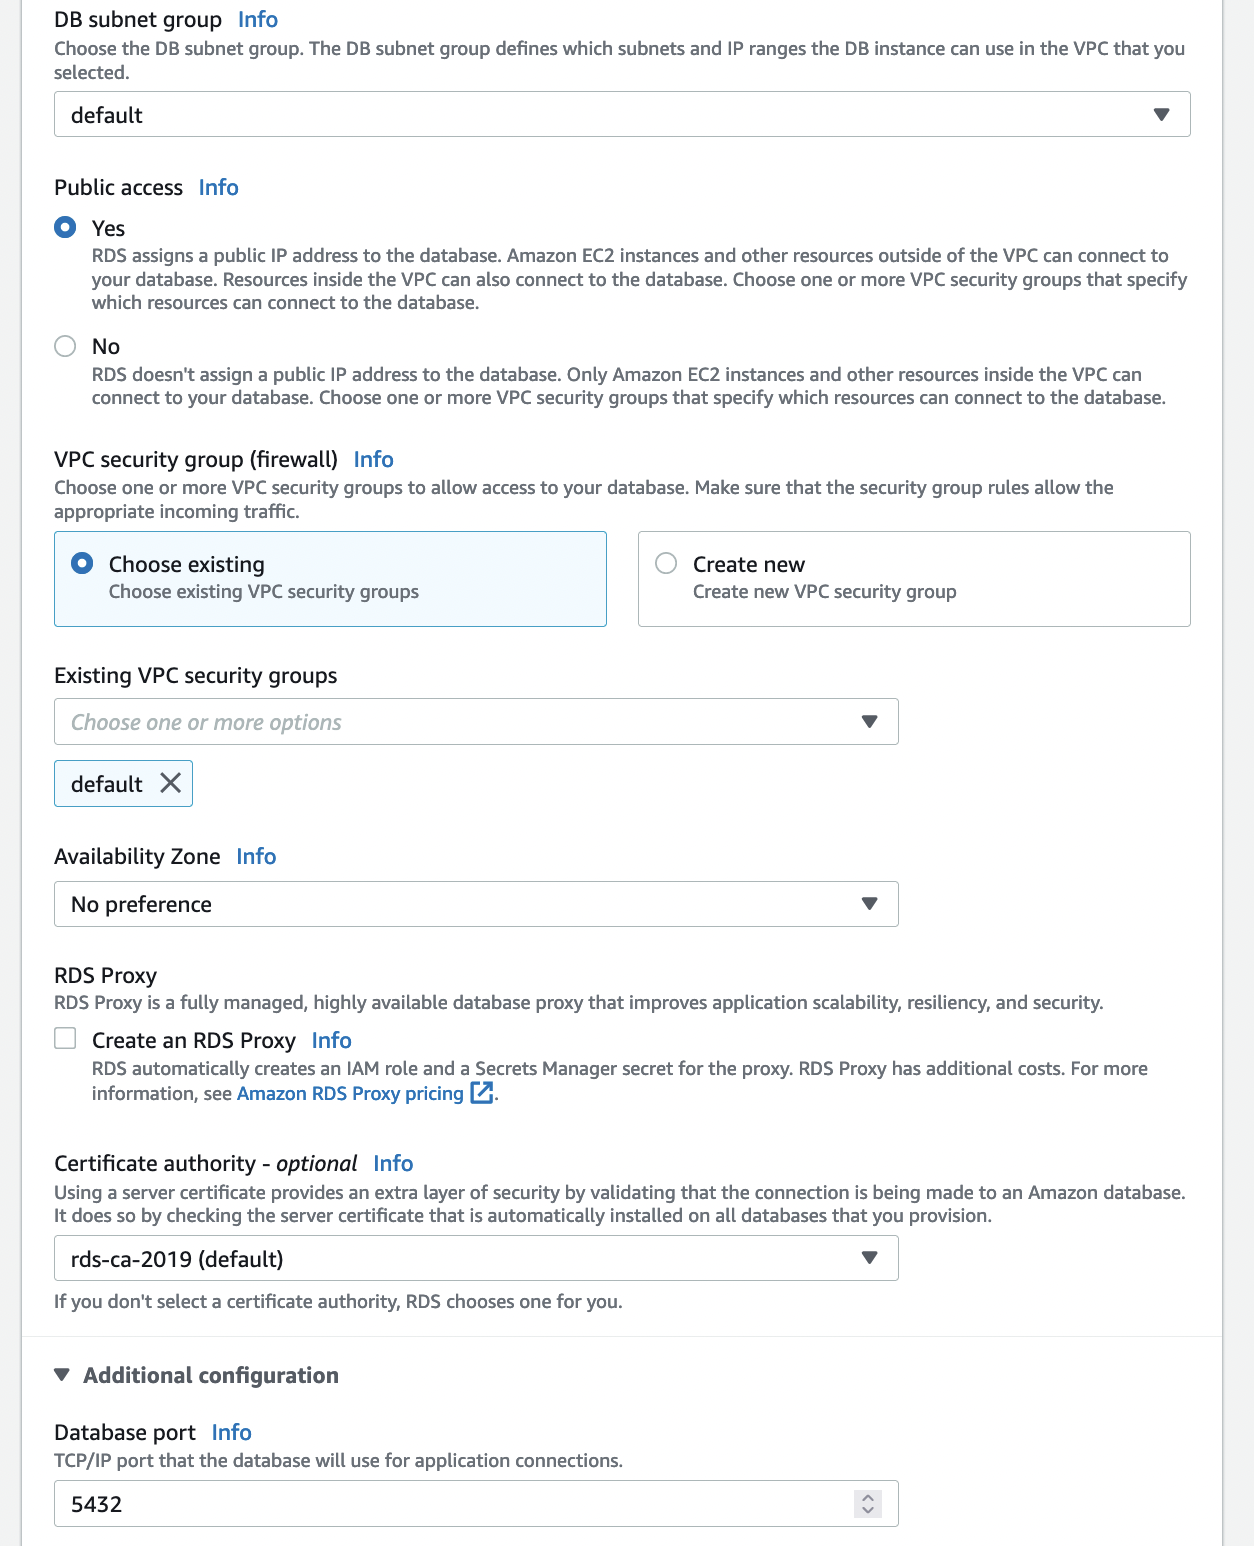 DB subnet group Info
Choose the DB subnet group. The DB subnet group defines which subnets and IP ranges the DB instance can use in the VPC that you
selected.
default
Public access Info
Yes
RDS assigns a public IP address to the database. Amazon EC2 instances and other resources outside of the VPC can connect to
your database. Resources inside the VPC can also connect to the database. Choose one or more VPC security groups that specify
which resources can connect to the database.
No
RDS doesn't assign a public IP address to the database. Only Amazon EC2 instances and other resources inside the VPC can
connect to your database. Choose one or more VPC security groups that specify which resources can connect to the database.
VPC security group (firewall) Info
Choose one or more VPC security groups to allow access to your database. Make sure that the security group rules allow the
appropriate incoming traffic.
Choose existing
Choose existing VPC security groups
Create new
Create new VPC security group
Existing VPC security groups
Choose one or more options
default
Availability Zone Info
No preference
RDS Proxy
RDS Proxy is a fully managed, highly available database proxy that improves application scalability, resiliency, and security.
Create an RDS Proxy Info
RDS automatically creates an IAM role and a Secrets Manager secret for the proxy. RDS Proxy has additional costs. For more
information, see Amazon RDS Proxy pricing.
Certificate authority - optional Info
Using a server certificate provides an extra layer of security by validating that the connection is being made to an Amazon database.
It does so by checking the server certificate that is automatically installed on all databases that you provision.
rds-ca-2019 (default)
If you don't select a certificate authority, RDS chooses one for you.
Additional configuration
Database port Info
TCP/IP port that the database will use for application connections.
5432